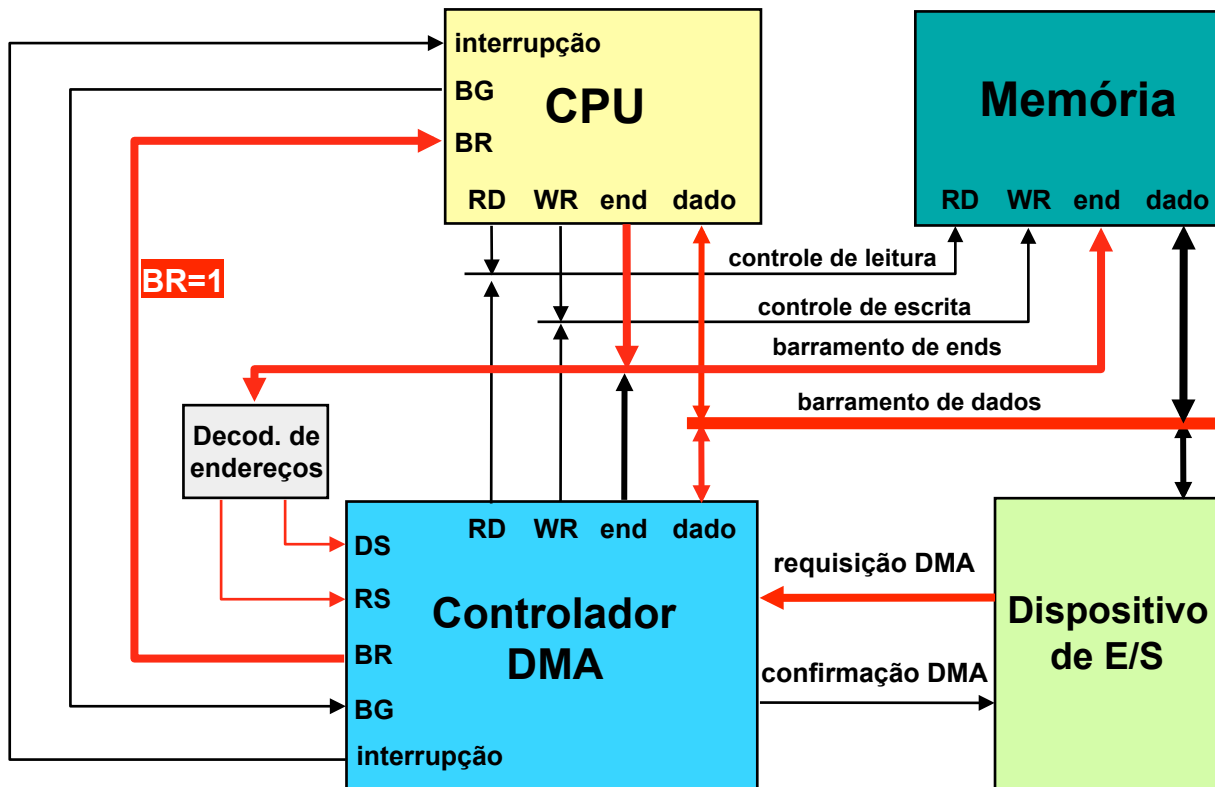 interrupção
BG
CPU
BR
RD WR end dado
Memória
RD WR end dado
BR=1
controle de leitura
controle de escrita
barramento de ends
barramento de dados
Decod. de
endereços
RD WR end dado
DS
RS
Controlador
DMA
BR
BG
interrupção
requisição DMA
confirmação DMA
Dispositivo
de E/S